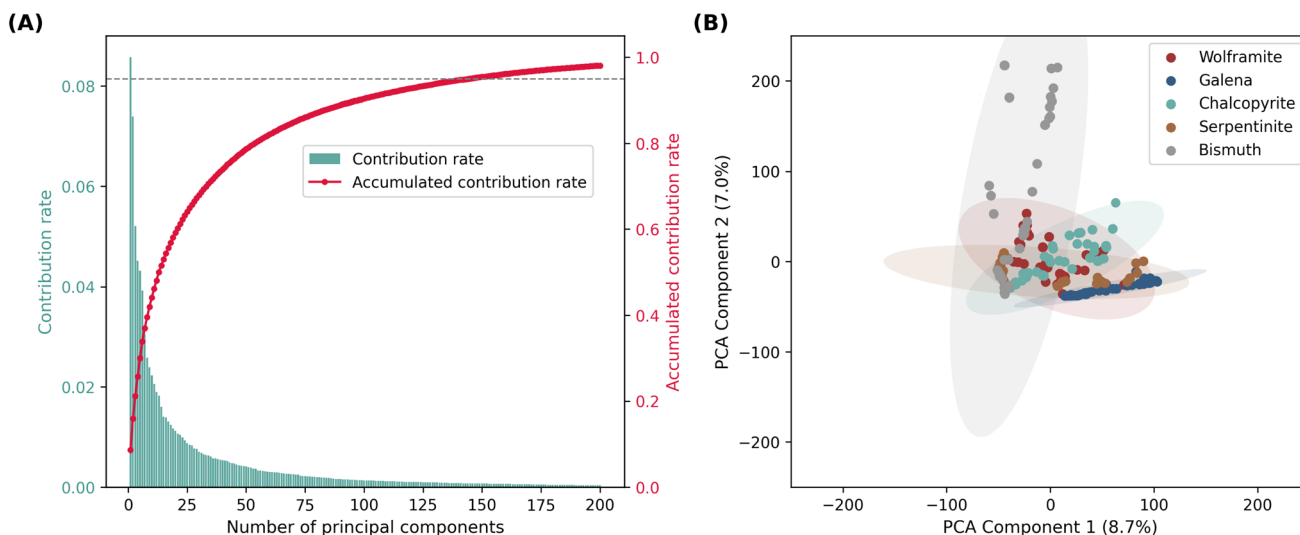 (A)
Contribution rate
0.08
0.06
0.04
0.02
0.00
Contribution rate
Accumulated contribution rate
1.0
0.8
0.6
0.4
0.2
0.0
Accumulated contribution rate
0
25
50
75
100
125
150
175
200
Number of principal components
(B)
PCA Component 2 (7.0%)
200
100
0
−100
−200
Wolframite
Galena
Chalcopyrite
Serpentinite
Bismuth
−200
−100
0
100
200
PCA Component 1 (8.7%)